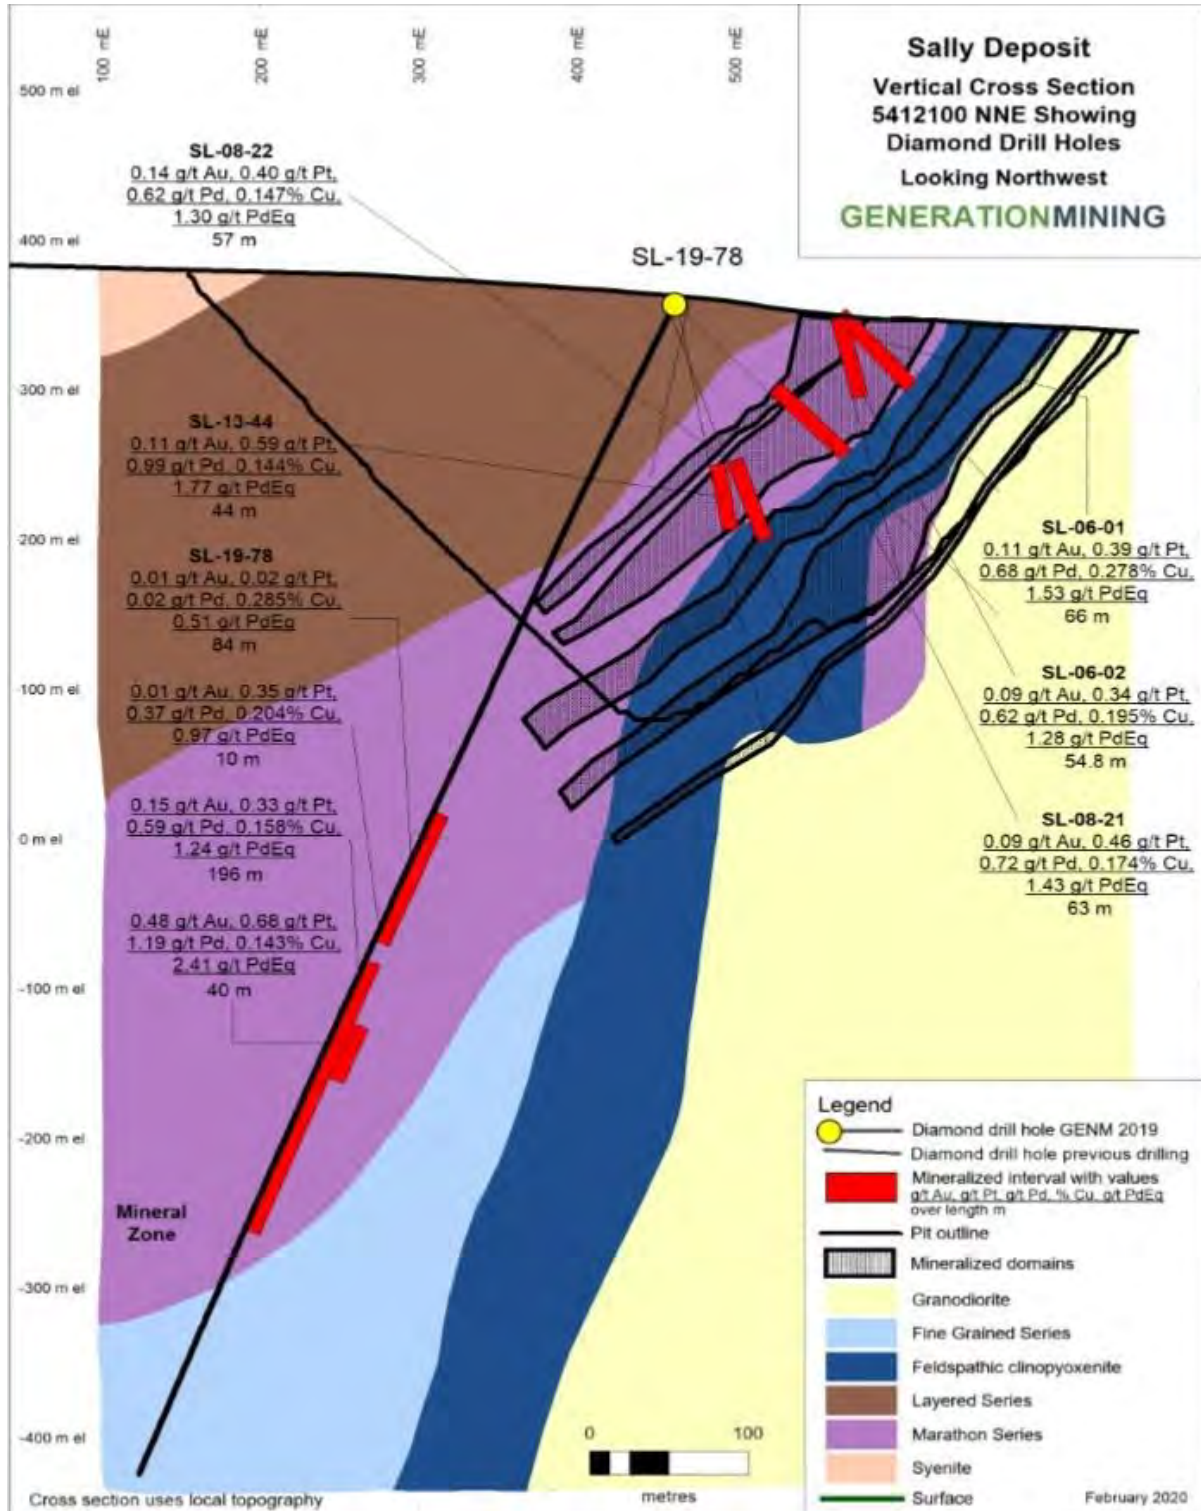 100 mE
200 mE
300 mE
400 mE
500 mE
Sally Deposit
Vertical Cross Section
5412100 NNE Showing
Diamond Drill Holes
Looking Northwest
GENERATIONMINING
500 m el
400 m el
300 m el
200 m el
100 m el
0 m el
-100 m el
-200 m el
-300 m el
-400 m el
SL-08-22
0.14 g/t Au, 0.40 g/t Pt,
0.62 g/t Pd, 0.147% Cu,
1.30 g/t PdEq
57 m
SL-19-78
SL-13-44
0.11 g/t Au, 0.59 g/t Pt,
0.99 g/t Pd, 0.144% Cu,
1.77 g/t PdEq
44 m
SL-19-78
0.01 g/t Au, 0.02 g/t Pt,
0.02 g/t Pd, 0.285% Cu,
0.51 g/t PdEq
84 m
0.01 g/t Au, 0.35 g/t Pt,
0.37 g/t Pd, 0.204% Cu,
0.97 g/t PdEq
10 m
0.15 g/t Au, 0.33 g/t Pt,
0.59 g/t Pd, 0.158% Cu,
1.24 g/t PdEq
196 m
0.48 g/t Au, 0.68 g/t Pt,
1.19 g/t Pd, 0.143% Cu,
2.41 g/t PdEq
40 m
SL-06-01
0.11 g/t Au, 0.39 g/t Pt,
0.68 g/t Pd, 0.278% Cu,
1.53 g/t PdEq
66 m
SL-06-02
0.09 g/t Au, 0.34 g/t Pt,
0.62 g/t Pd, 0.195% Cu,
1.28 g/t PdEq
54.8 m
SL-08-21
0.09 g/t Au, 0.46 g/t Pt,
0.72 g/t Pd, 0.174% Cu,
1.43 g/t PdEq
63 m
Mineral
Zone
Legend
Diamond drill hole GENM 2019
Diamond drill hole previous drilling
Mineralized interval with values
g/t Au, g/t Pt, g/t Pd, % Cu, g/t PdEq
over length m
Pit outline
Mineralized domains
Granodiorite
Fine Grained Series
Feldspathic clinopyoxenite
Layered Series
Marathon Series
Syenite
Surface
0 100
metres
Cross section uses local topography
February 2020